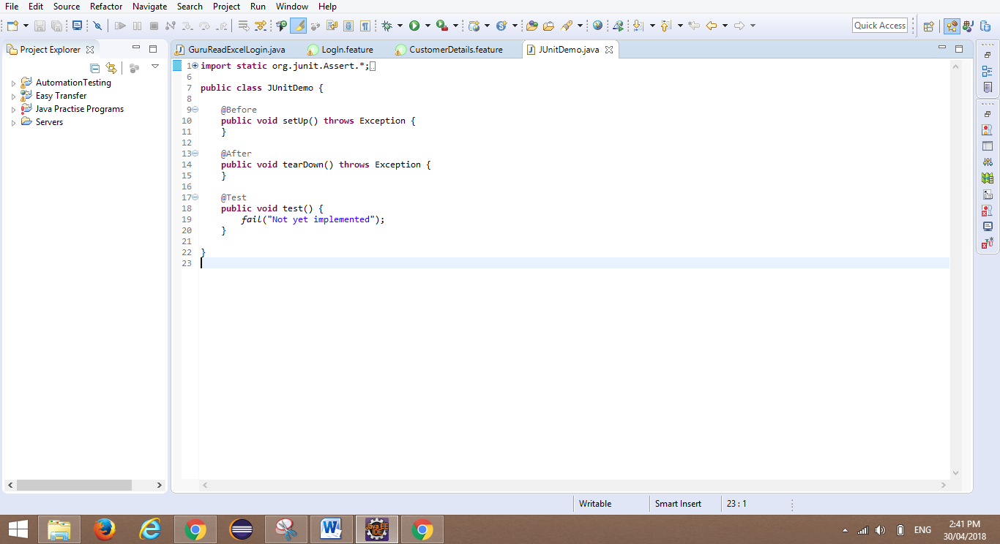 File Edit Source Refactor Navigate Search Project Run Window Help
Quick Access
Project Explorer
GuruReadExcelLogin.java LogIn.feature CustomerDetails.feature JUnitDemo.java
AutomationTesting
Easy Transfer
Java Practise Programs
Servers
1 import static org.junit.Assert.*;
6
7 public class JUnitDemo {
8
9 @Before
10 public void setUp() throws Exception {
11 }
12
13 @After
14 public void tearDown() throws Exception {
15 }
16
17 @Test
18 public void test() {
19 fail("Not yet implemented");
20 }
21
22 }
23
Writable Smart Insert 23 : 1
Java EE
IDE
ENG
2:41 PM
30/04/2018